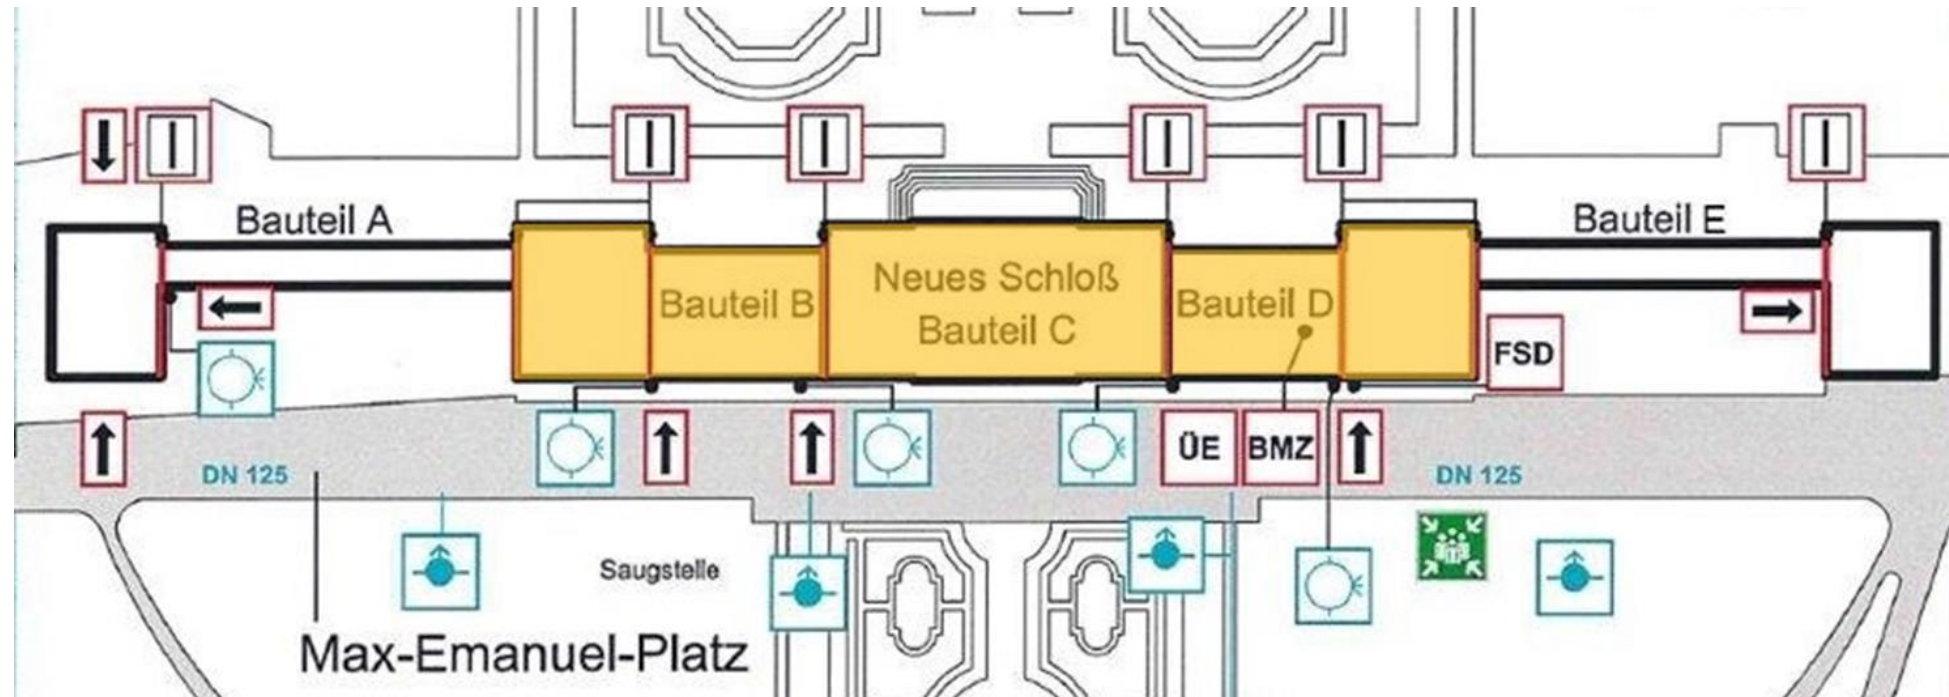 Bauteil A
Bauteil E
Neues Schloß
Bauteil B
Bauteil C
Bauteil D
FSD
ÜE
BMZ
DN 125
DN 125
Saugstelle
Max-Emanuel-Platz